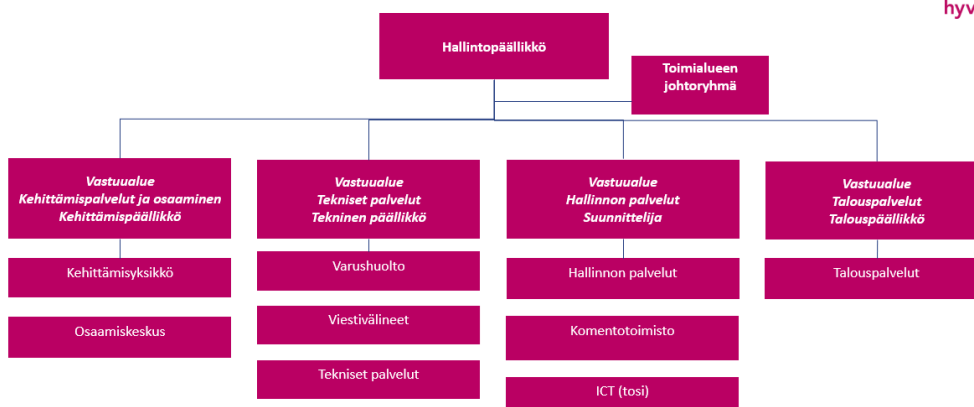 hyv
Hallintopäällikkö
Toimialueen
johtoryhmä
Vastuualue
Kehittämispalvelut ja osaaminen
Kehittämispäällikkö
Vastuualue
Tekniset palvelut
Tekninen päällikkö
Vastuualue
Hallinnon palvelut
Suunnittelija
Vastuualue
Talouspalvelut
Talouspäällikkö
Kehittämisyksikkö
Osaamiskeskus
Varushuolto
Viestivälineet
Tekniset palvelut
Hallinnon palvelut
Komentotoimisto
ICT (tosi)
Talouspalvelut